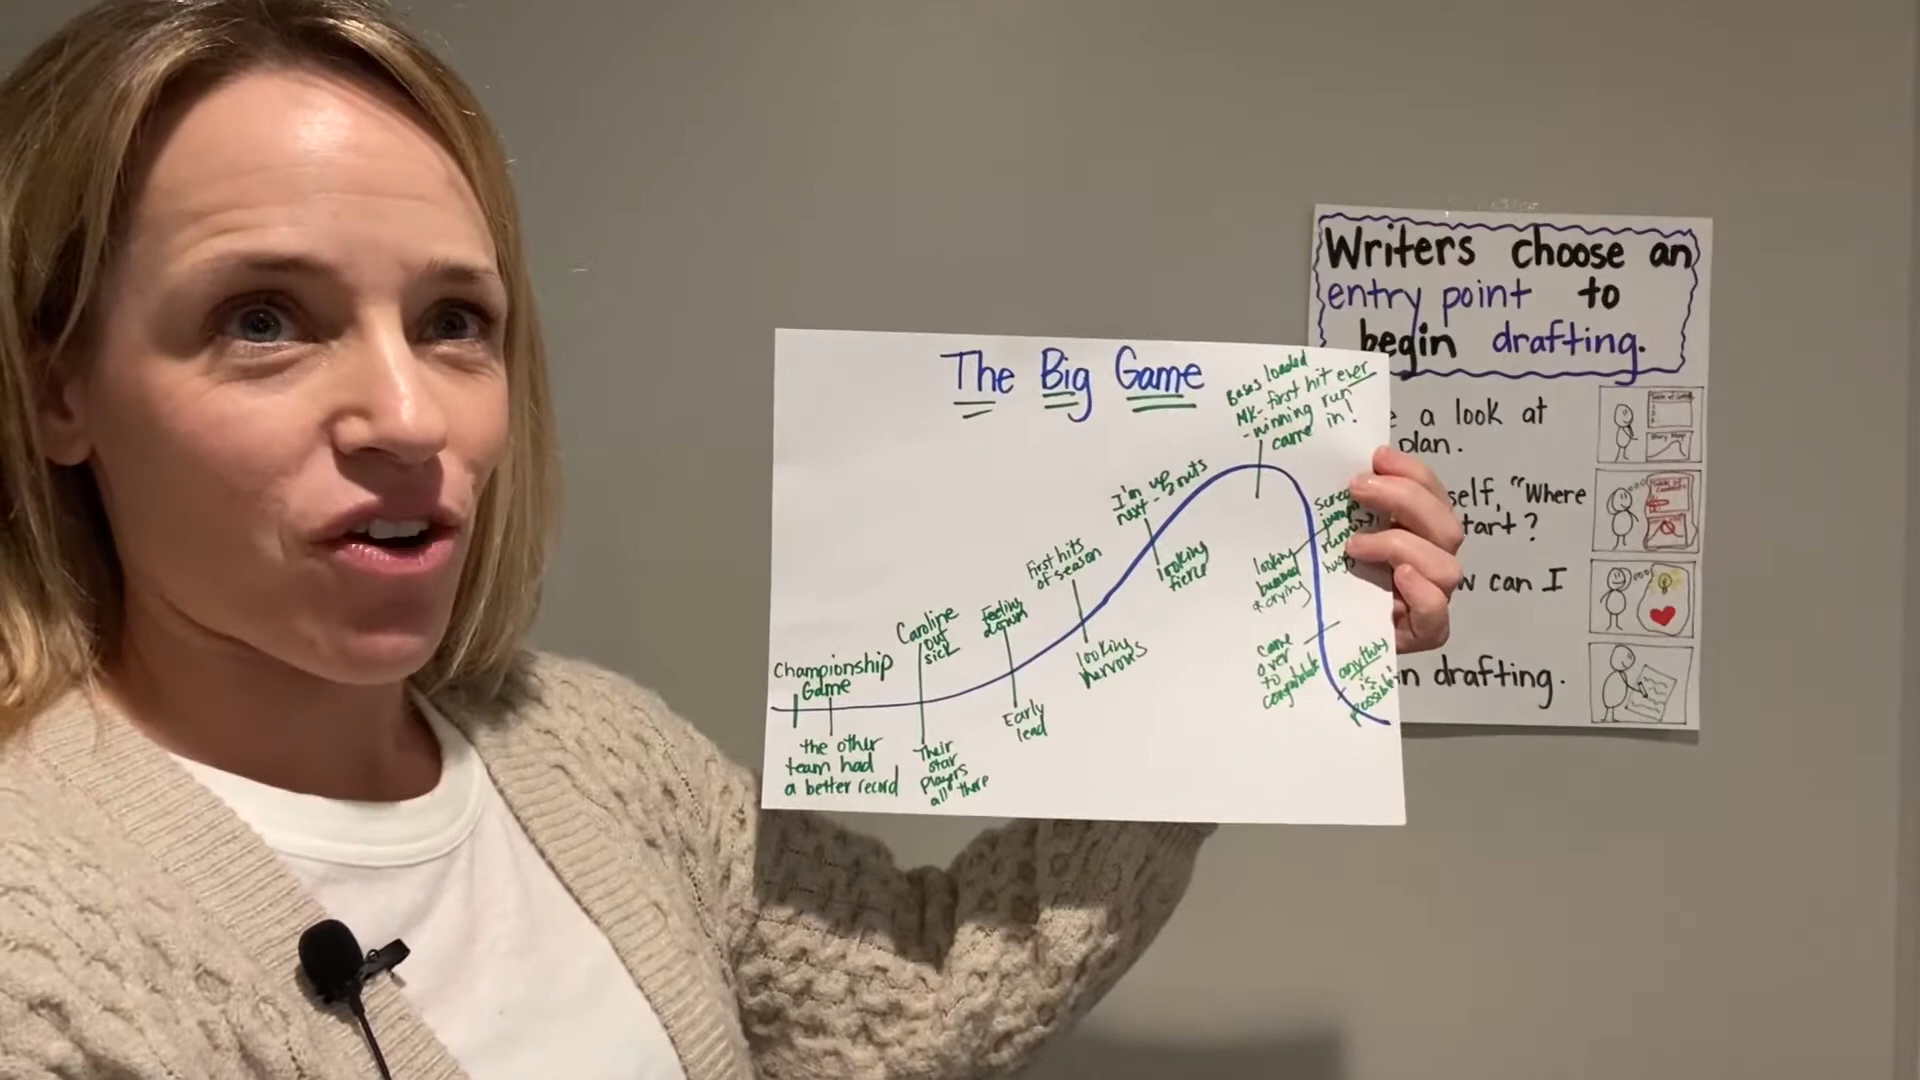 The Big Game
Bases loaded
MK- first hit ever
- winning run
came in!
I'm up
next - 2 outs
looking
fierce
First hits
of season
looking
nervous
feeling
down
Early
lead
Caroline
out
sick
Their
star
players
all there
Championship
Game
the other
team had
a better record
looking
bummed
& crying
came
over
to
congratulate
anything
is
possible!
Writers choose an
entry point to
begin drafting.
a look at
plan.
self, "Where
tart?
can I
n drafting.